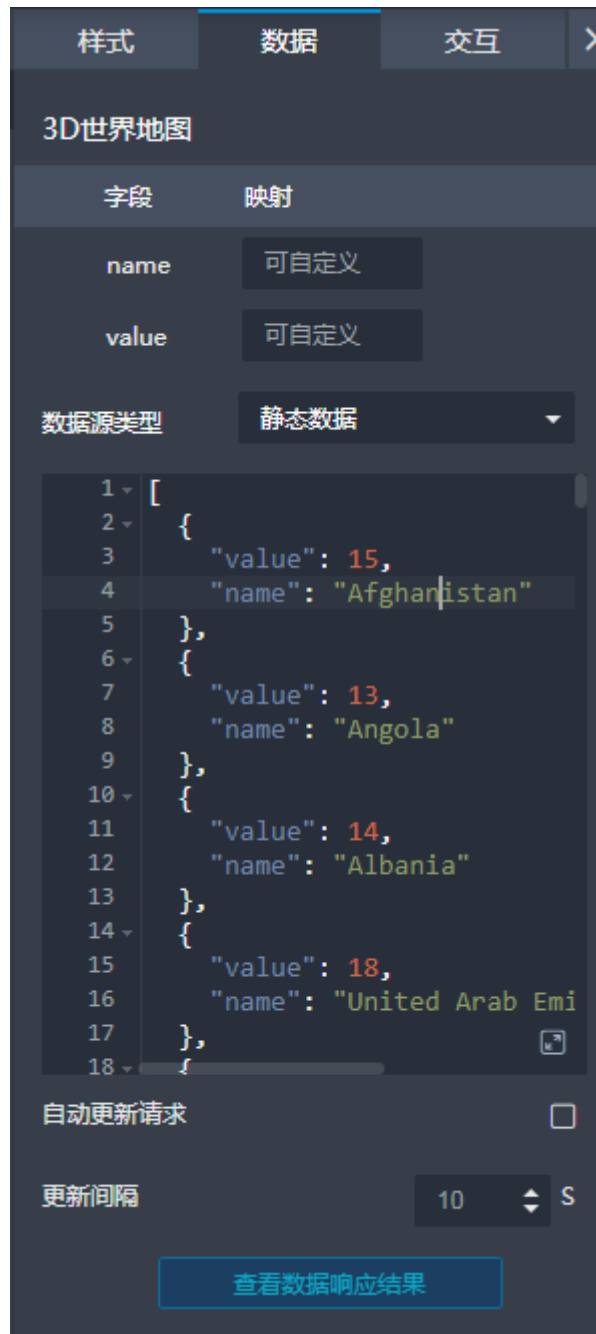 样式 数据 交互
3D世界地图
字段 映射
name 可自定义
value 可自定义
数据源类型 静态数据
1 [
2 {
3 "value": 15,
4 "name": "Afghanistan"
5 },
6 {
7 "value": 13,
8 "name": "Angola"
9 },
10 {
11 "value": 14,
12 "name": "Albania"
13 },
14 {
15 "value": 18,
16 "name": "United Arab Emi
17 },
18 {
自动更新请求
更新间隔 10 S
查看数据响应结果